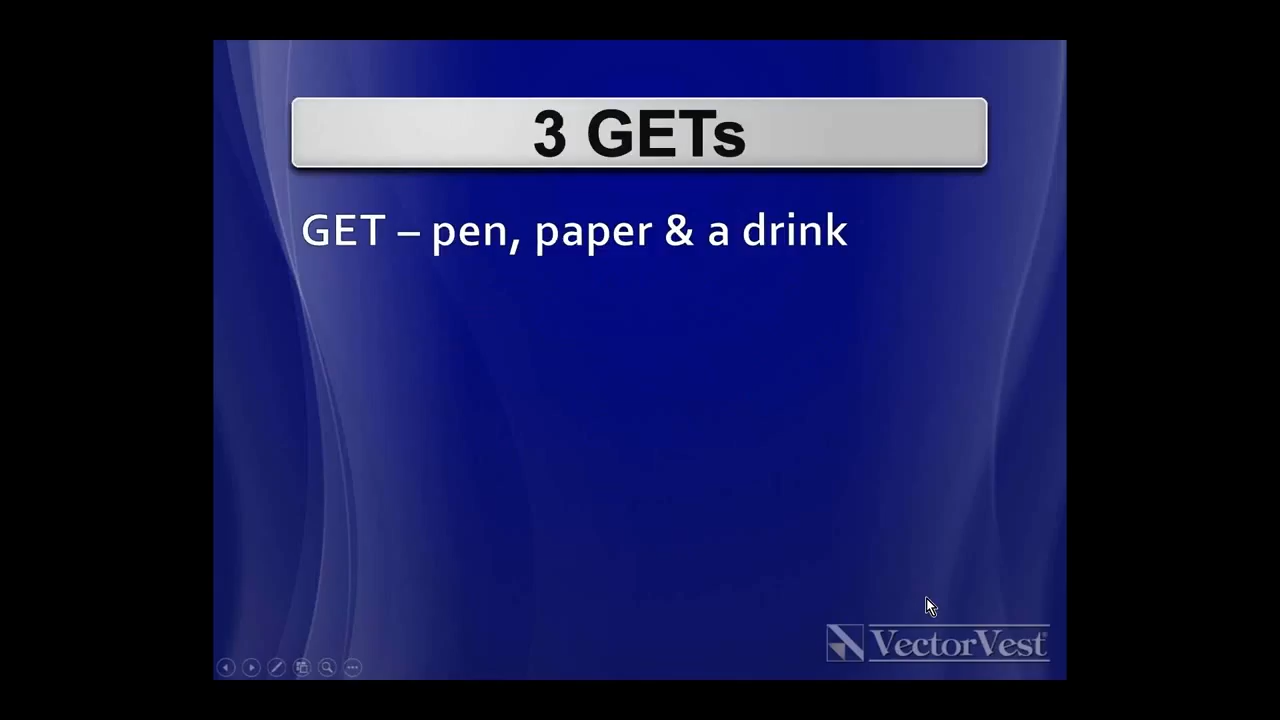 3 GETs
GET – pen, paper & a drink
VectorVest®